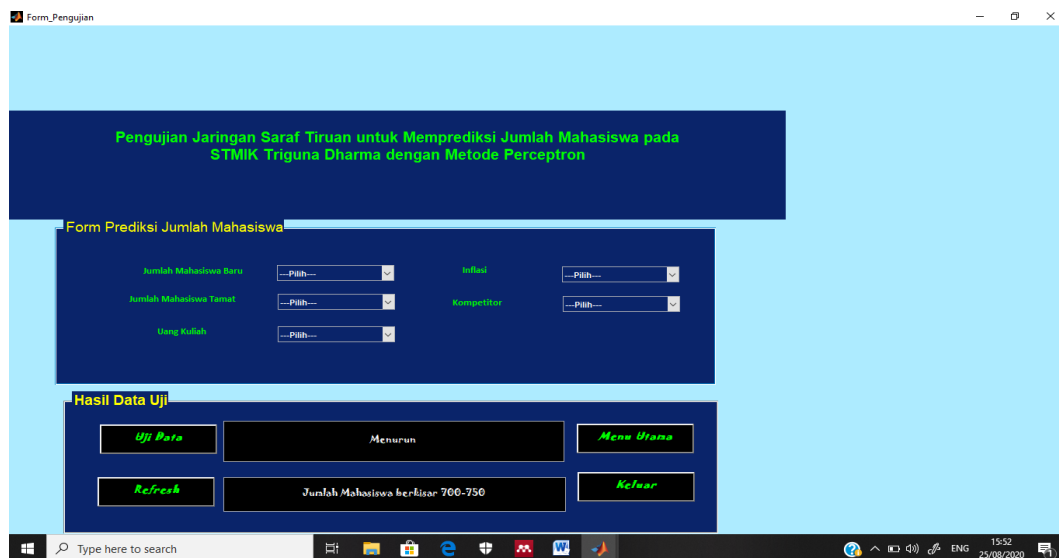 Form_Pengujian
Pengujian Jaringan Saraf Tiruan untuk Memprediksi Jumlah Mahasiswa pada
STMIK Triguna Dharma dengan Metode Perceptron
Form Prediksi Jumlah Mahasiswa
Jumlah Mahasiswa Baru
---Pilih---
Inflasi
---Pilih---
Jumlah Mahasiswa Tamat
---Pilih---
Kompetitor
---Pilih---
Uang Kuliah
---Pilih---
Hasil Data Uji
Uji Data
Menurun
Menu Utama
Refresh
Jumlah Mahasiswa berkisar 700-750
Keluar
Type here to search
ENG
15:52
25/08/2020